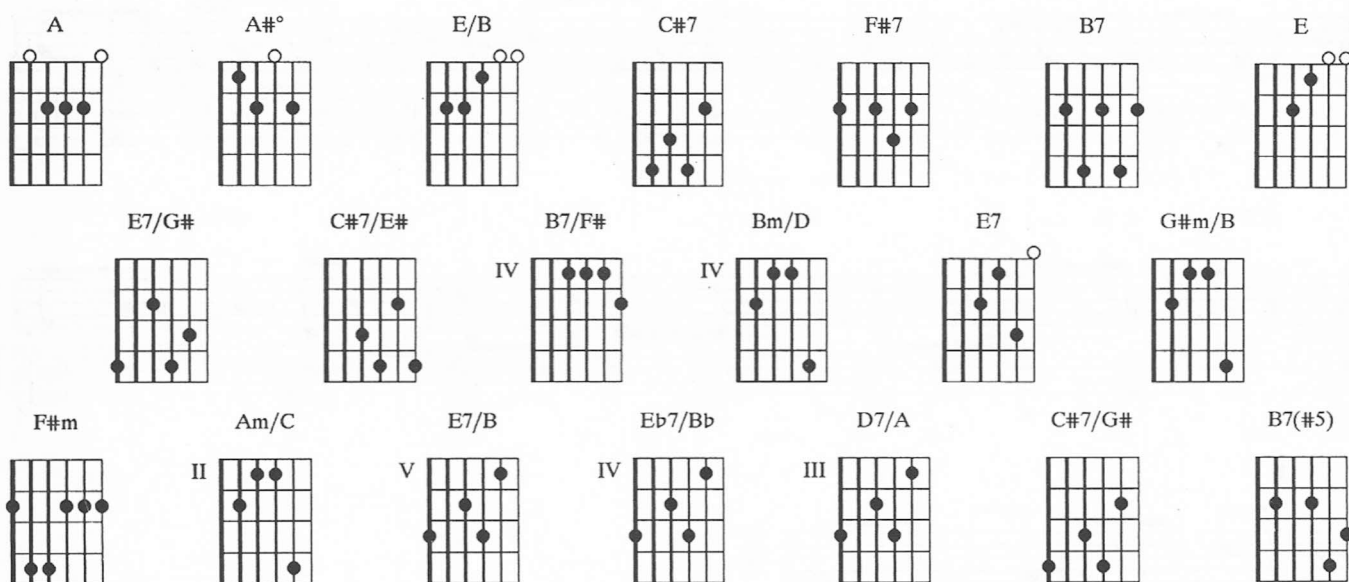 A A#° E/B C#7 F#7 B7 E
E7/G# C#7/E# B7/F# Bm/D E7 G#m/B
IV IV
F#m Am/C E7/B Eb7/Bb D7/A C#7/G# B7(#5)
II V IV III